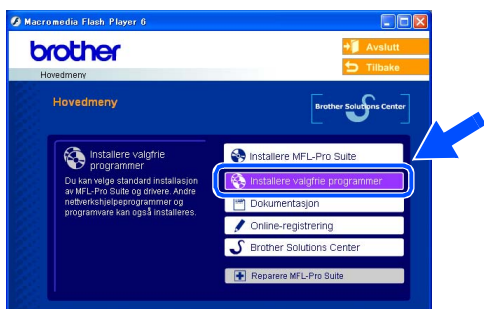 Macromedia Flash Player 6
brother
Avslutt
Tilbake
Hovedmeny
Hovedmeny
Brother Solutions Center
Installere valgfrie
programmer
Du kan velge standard installasjon
av MFL-Pro Suite og drivere. Andre
nettverkshjelpeprogrammer og
programvare kan også installeres.
Installere MFL-Pro Suite
Installere valgfrie programmer
Dokumentasjon
Online-registrering
Brother Solutions Center
Reparere MFL-Pro Suite